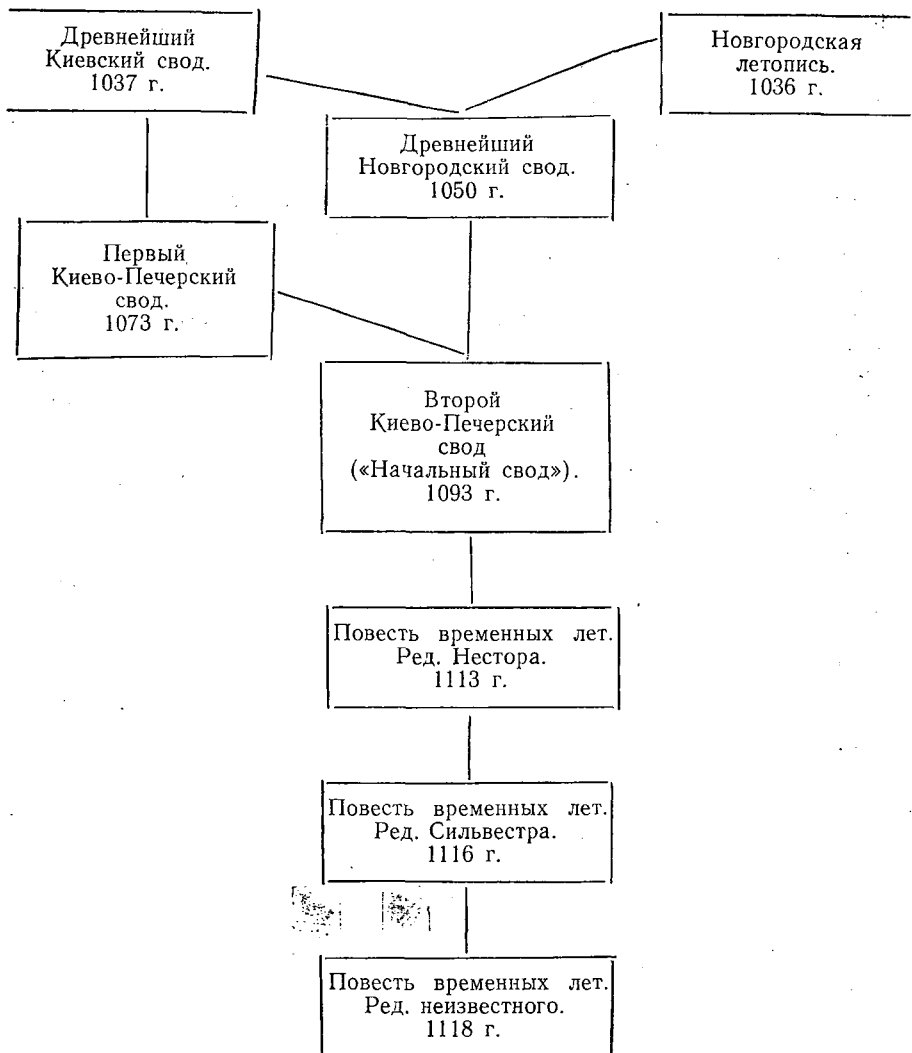 Древнейший
Киевский свод.
1037 г.
Новгородская
летопись.
1036 г.
Древнейший
Новгородский свод.
1050 г.
Первый
Киево-Печерский
свод.
1073 г.
Второй
Киево-Печерский
свод
(«Начальный свод»).
1093 г.
Повесть временных лет.
Ред. Нестора.
1113 г.
Повесть временных лет.
Ред. Сильвестра.
1116 г.
Повесть временных лет.
Ред. неизвестного.
1118 г.